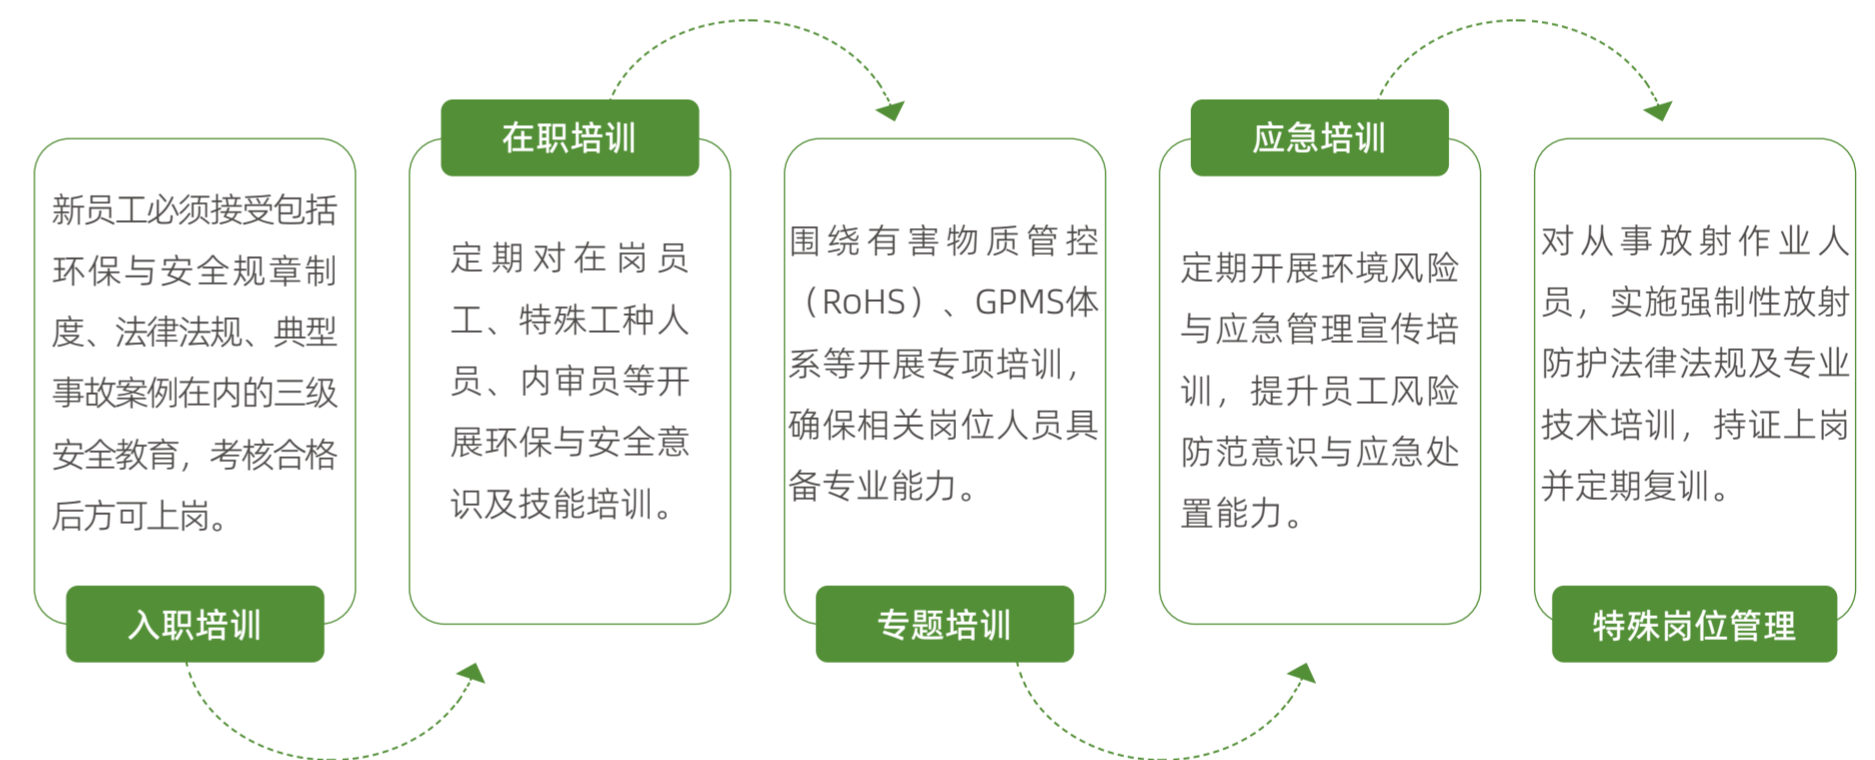 新员工必须接受包括
环保与安全规章制
度、法律法规、典型
事故案例在内的三级
安全教育，考核合格
后方可上岗。
入职培训
在职培训
定期对在岗员
工、特殊工种人
员、内审员等开
展环保与安全意
识及技能培训。
围绕有害物质管控
（RoHS）、GPMS体
系等开展专项培训，
确保相关岗位人员具
备专业能力。
专题培训
应急培训
定期开展环境风险
与应急管理宣传培
训，提升员工风险
防范意识与应急处
置能力。
对从事放射作业人
员，实施强制性放射
防护法律法规及专业
技术培训，持证上岗
并定期复训。
特殊岗位管理